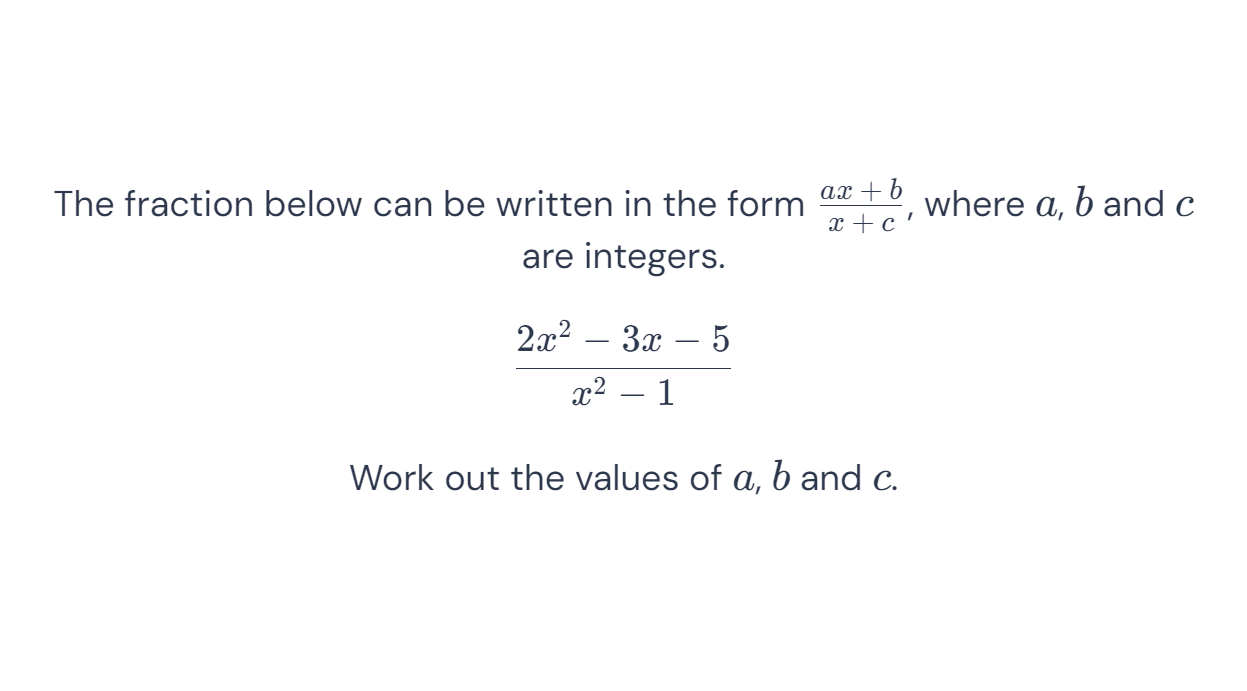 The fraction below can be written in the form \frac{ax + b}{x + c}, where a, b and c
are integers.
\frac{2x^2 − 3x − 5}{x^2 − 1}
Work out the values of a, b and c.